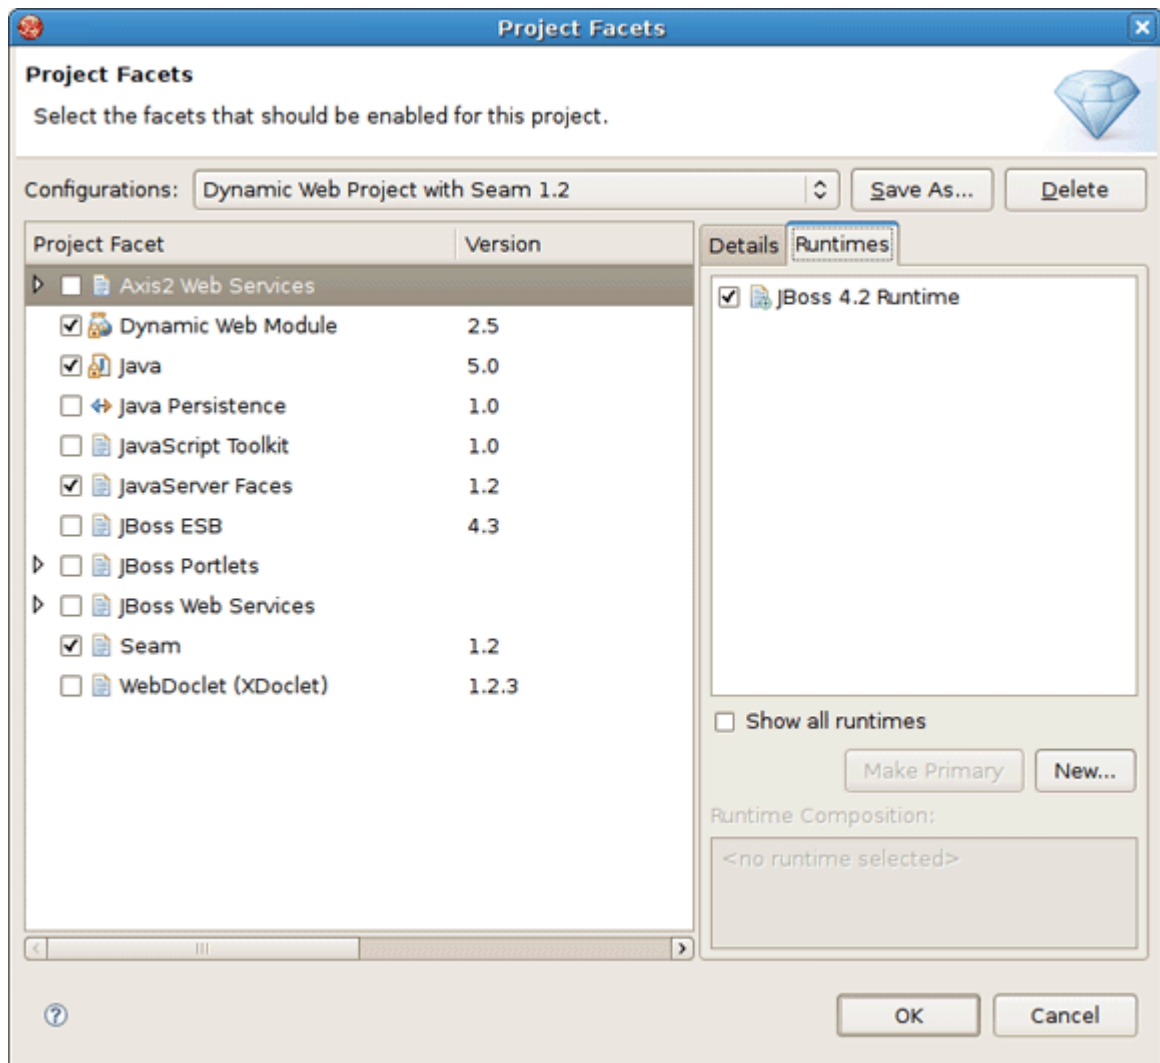 Project Facets
Project Facets
Select the facets that should be enabled for this project.
Configurations: Dynamic Web Project with Seam 1.2 Save As... Delete
Project Facet Version
Details Runtimes
Axis2 Web Services
Dynamic Web Module 2.5
Java 5.0
Java Persistence 1.0
JavaScript Toolkit 1.0
JavaServer Faces 1.2
JBoss ESB 4.3
JBoss Portlets
JBoss Web Services
Seam 1.2
WebDoclet (XDoclet) 1.2.3
JBoss 4.2 Runtime
Show all runtimes
Make Primary New...
Runtime Composition:
<no runtime selected>
? OK Cancel